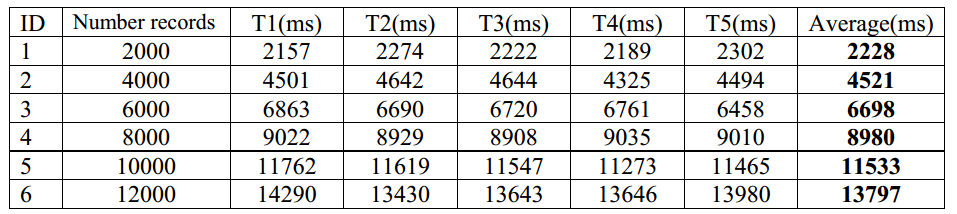 ID Number records T1(ms) T2(ms) T3(ms) T4(ms) T5(ms) Average(ms)
1 2000 2157 2274 2222 2189 2302 2228
2 4000 4501 4642 4644 4325 4494 4521
3 6000 6863 6690 6720 6761 6458 6698
4 8000 9022 8929 8908 9035 9010 8980
5 10000 11762 11619 11547 11273 11465 11533
6 12000 14290 13430 13643 13646 13980 13797